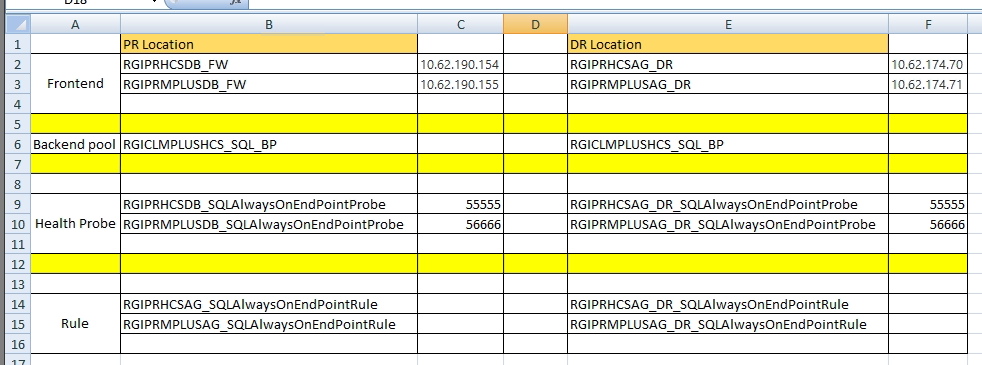 D18 fx
A B C D E F
1 PR Location DR Location
2 RGIPRHCSDB_FW 10.62.190.154 RGIPRHCSAG_DR 10.62.174.70
3 Frontend RGIPRMPLUSDB_FW 10.62.190.155 RGIPRMPLUSAG_DR 10.62.174.71
4
5
6 Backend pool RGICLMPLUSHCS_SQL_BP RGICLMPLUSHCS_SQL_BP
7
8
9 RGIPRHCSDB_SQLAlwaysOnEndPointProbe 55555 RGIPRHCSAG_DR_SQLAlwaysOnEndPointProbe 55555
10 Health Probe RGIPRMPLUSDB_SQLAlwaysOnEndPointProbe 56666 RGIPRMPLUSAG_DR_SQLAlwaysOnEndPointProbe 56666
11
12
13
14 RGIPRHCSAG_SQLAlwaysOnEndPointRule RGIPRHCSAG_DR_SQLAlwaysOnEndPointRule
15 Rule RGIPRMPLUSAG_SQLAlwaysOnEndPointRule RGIPRMPLUSAG_DR_SQLAlwaysOnEndPointRule
16
17